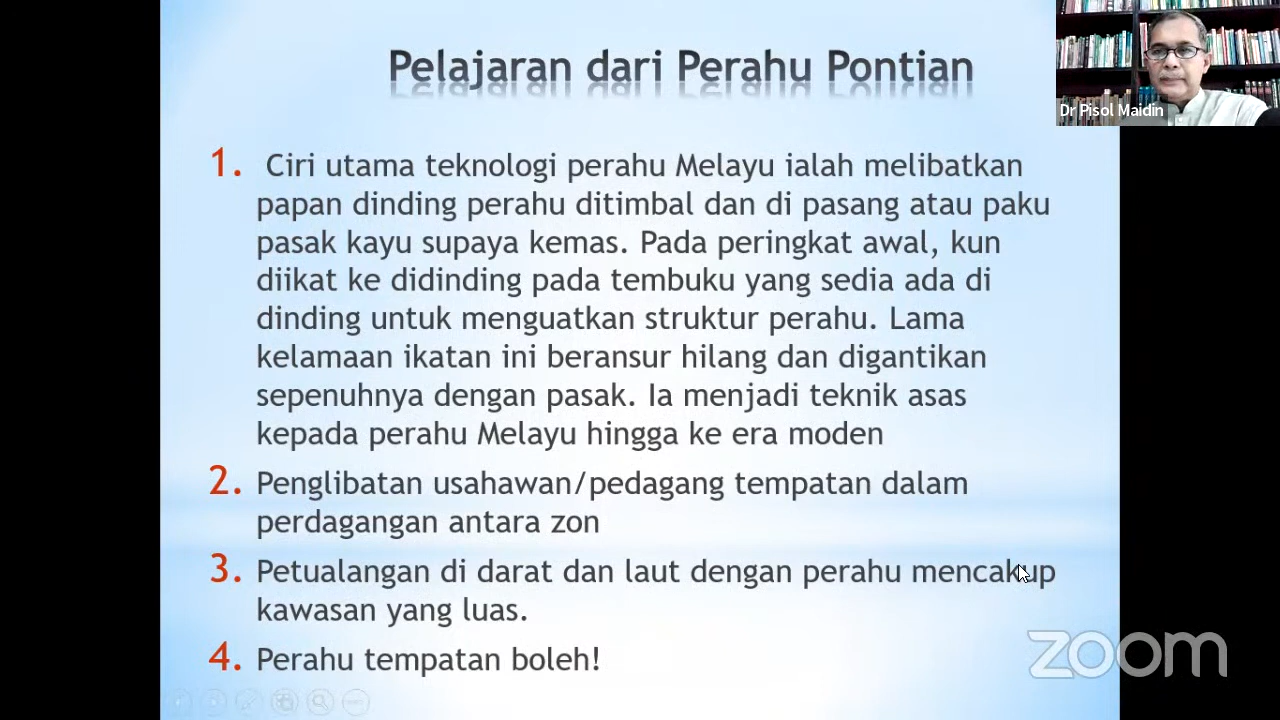 Pelajaran dari Perahu Pontian
Dr Pisol Maidin
1. Ciri utama teknologi perahu Melayu ialah melibatkan
papan dinding perahu ditimbal dan di pasang atau paku
pasak kayu supaya kemas. Pada peringkat awal, kun
diikat ke didinding pada tembuku yang sedia ada di
dinding untuk menguatkan struktur perahu. Lama
kelamaan ikatan ini beransur hilang dan digantikan
sepenuhnya dengan pasak. Ia menjadi teknik asas
kepada perahu Melayu hingga ke era moden
2. Penglibatan usahawan/pedagang tempatan dalam
perdagangan antara zon
3. Petualangan di darat dan laut dengan perahu mencakup
kawasan yang luas.
4. Perahu tempatan boleh!
zoom